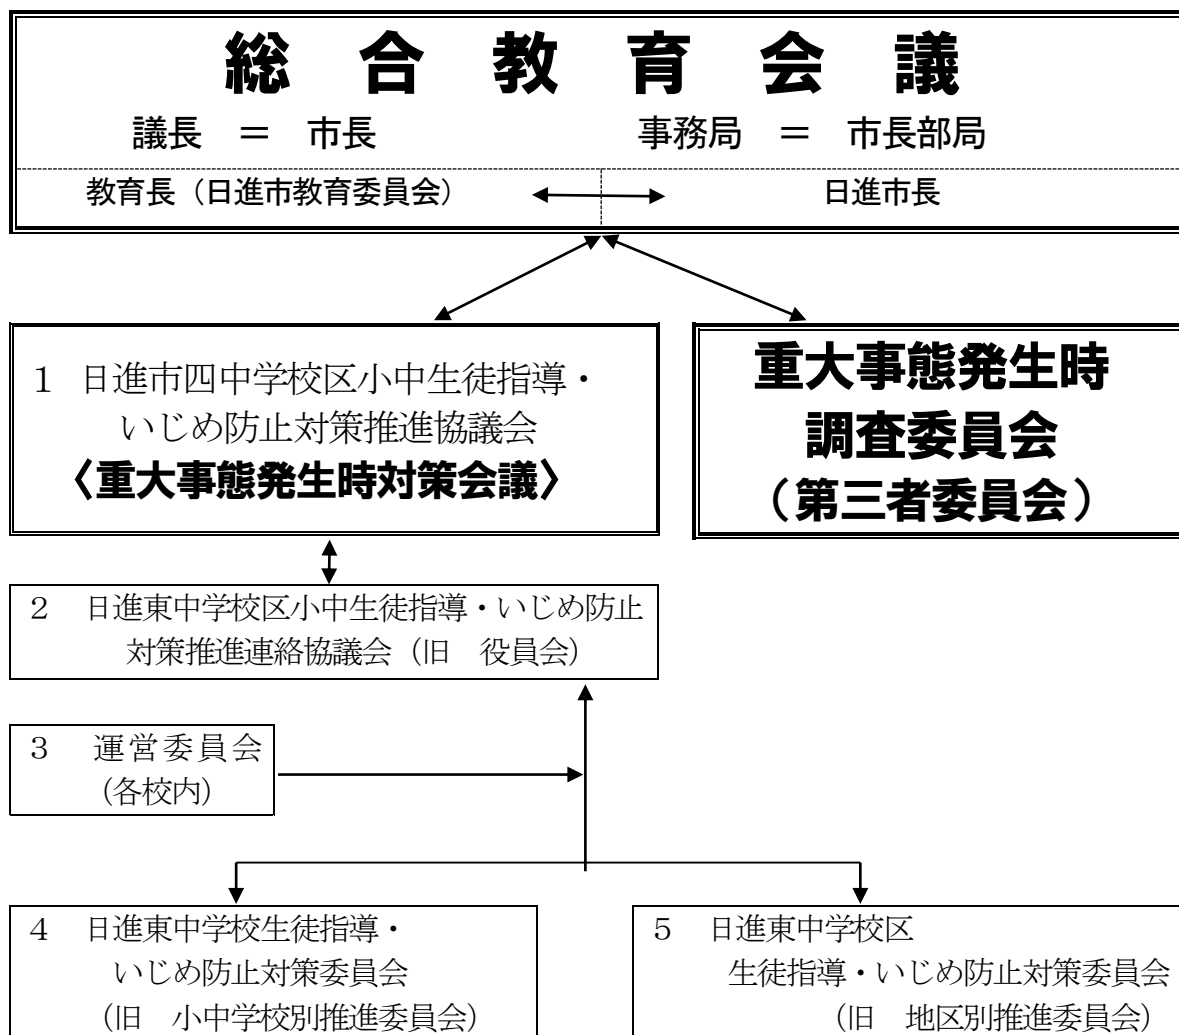 総合教育会議
議長 ＝ 市長　事務局 ＝ 市長部局
教育長（日進市教育委員会）　日進市長
１ 日進市四中学校区小中生徒指導・
いじめ防止対策推進協議会
〈重大事態発生時対策会議〉
重大事態発生時
調査委員会
（第三者委員会）
２ 日進東中学校区小中生徒指導・いじめ防止
対策推進連絡協議会（旧 役員会）
３ 運営委員会
（各校内）
４ 日進東中学校生徒指導・
いじめ防止対策委員会
（旧 小中学校別推進委員会）
５ 日進東中学校区
生徒指導・いじめ防止対策委員会
（旧 地区別推進委員会）